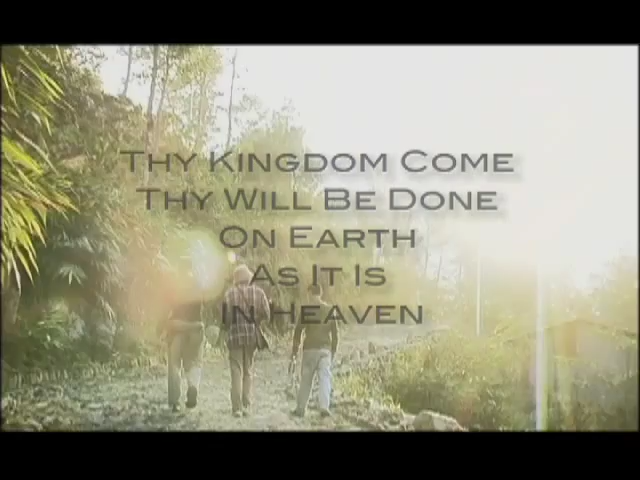 Thy Kingdom Come
Thy Will Be Done
On Earth
As It Is
In Heaven